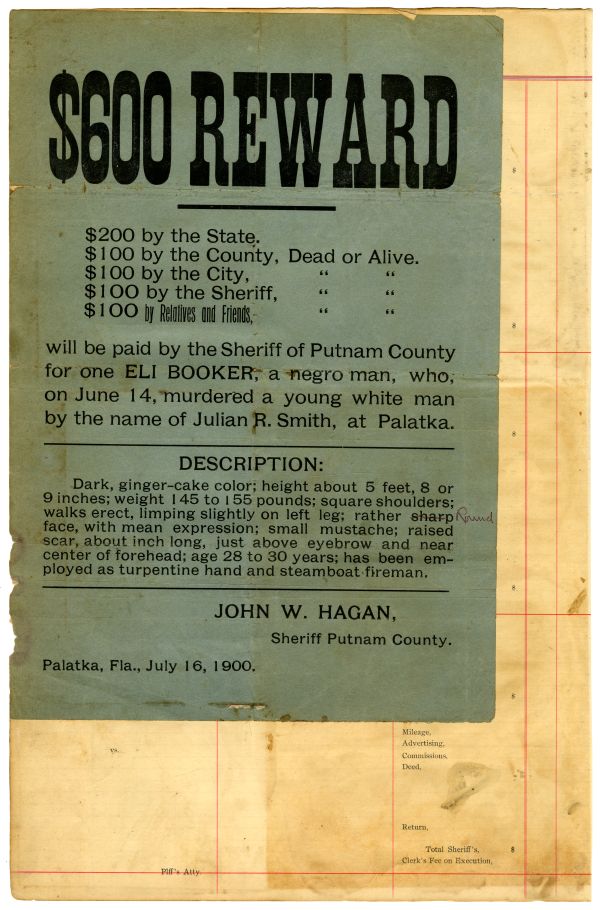 $600 REWARD
$200 by the State.
$100 by the County, Dead or Alive.
$100 by the City, “ “
$100 by the Sheriff, “ “
$100 by Relatives and Friends, “ “
will be paid by the Sheriff of Putnam County
for one ELI BOOKER, a negro man, who,
on June 14, murdered a young white man
by the name of Julian R. Smith, at Palatka.
DESCRIPTION:
Dark, ginger-cake color; height about 5 feet, 8 or
9 inches; weight 145 to 155 pounds; square shoulders;
walks erect, limping slightly on left leg; rather sharp Round
face, with mean expression; small mustache; raised
scar, about inch long, just above eyebrow and near
center of forehead; age 28 to 30 years; has been em-
ployed as turpentine hand and steamboat fireman.
JOHN W. HAGAN,
Sheriff Putnam County.
Palatka, Fla., July 16, 1900.
$
$
$
$
$
Mileage,
Advertising,
Commissions,
Deed,
vs.
Return,
Total Sheriff's, $
Clerk's Fee on Execution,
Plff's Atty.